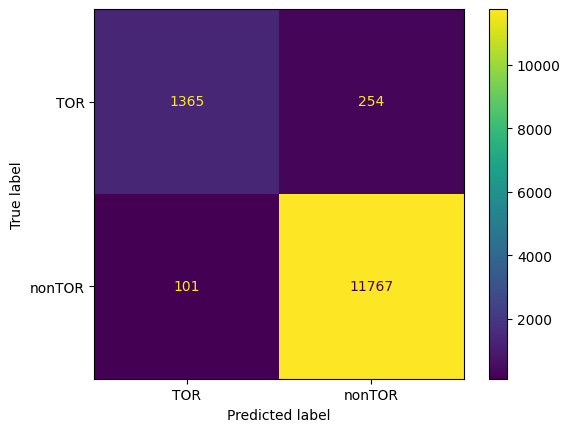 TOR
1365 254
nonTOR
101 11767
TOR nonTOR
Predicted label
True label
10000
8000
6000
4000
2000